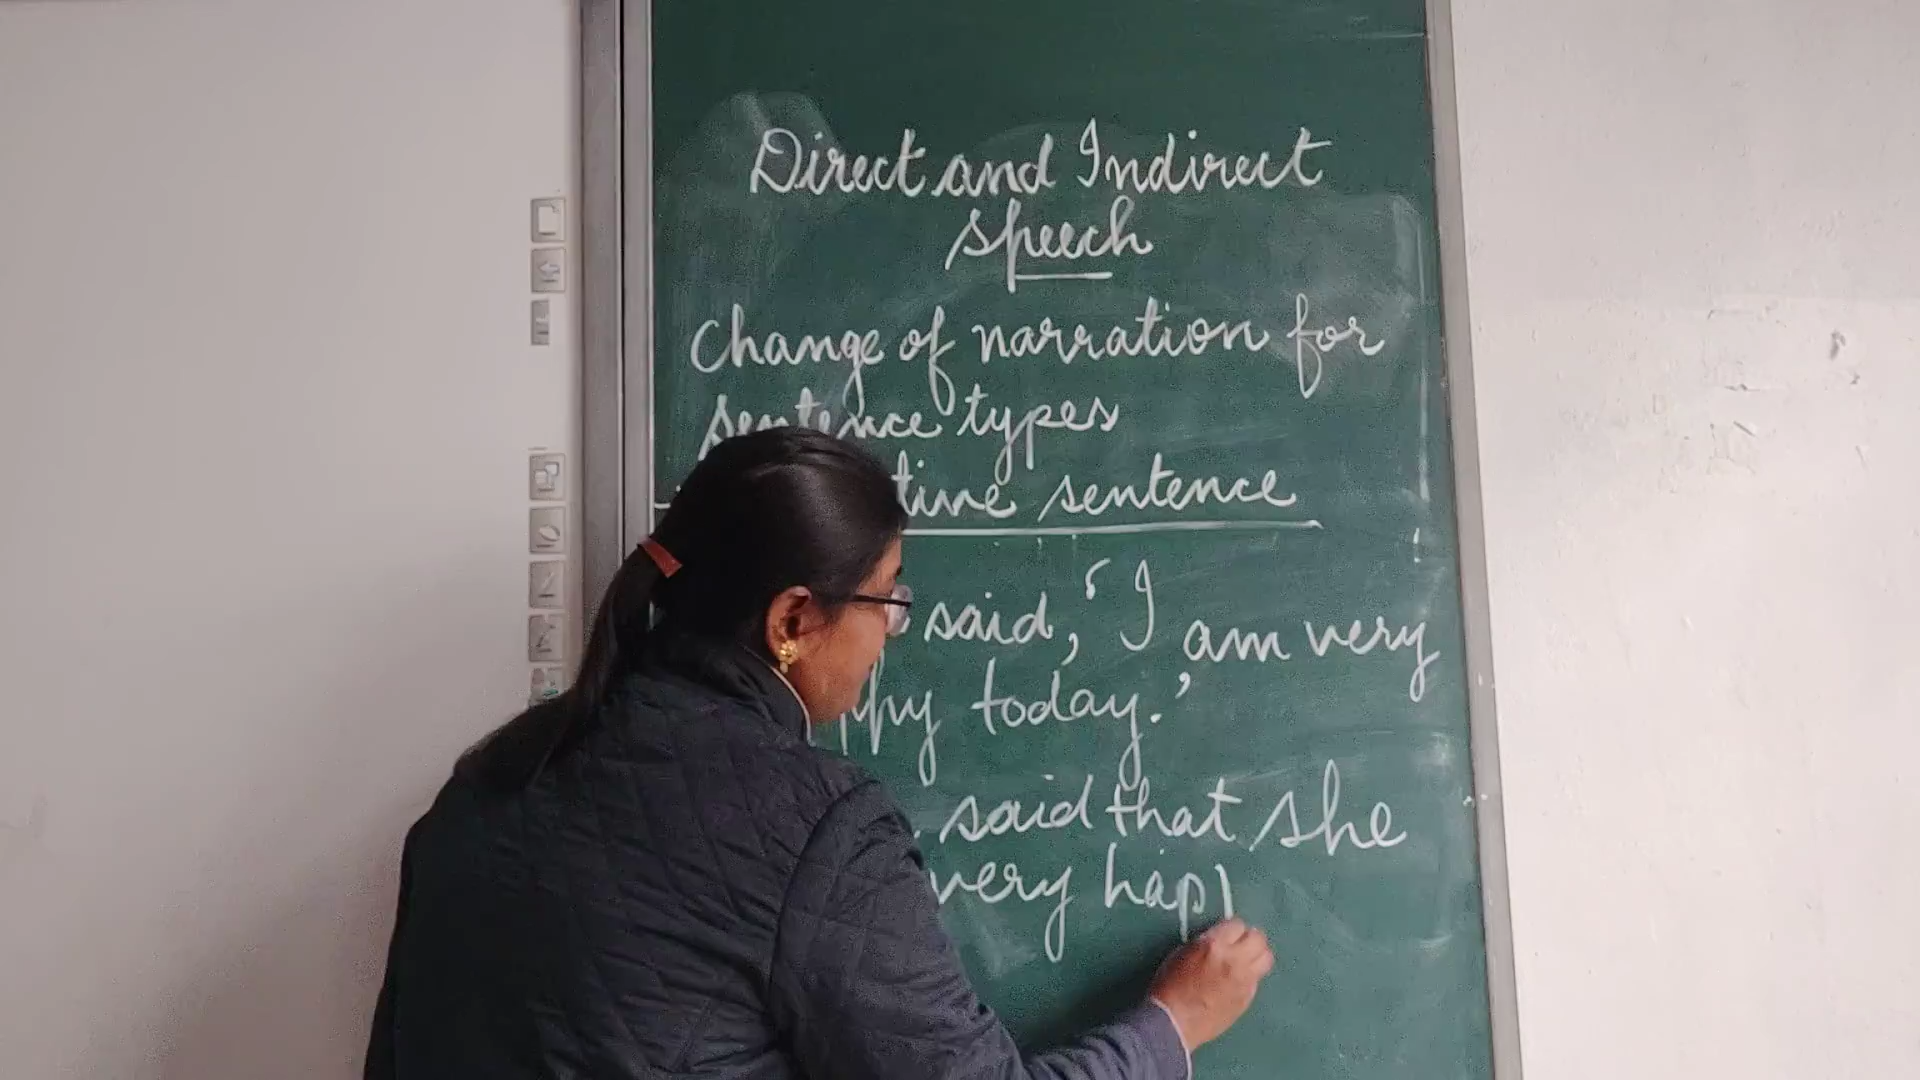 Direct and Indirect
speech
Change of narration for
sentence types
sentence
said, 'I am very
today.'
said that she
very hap